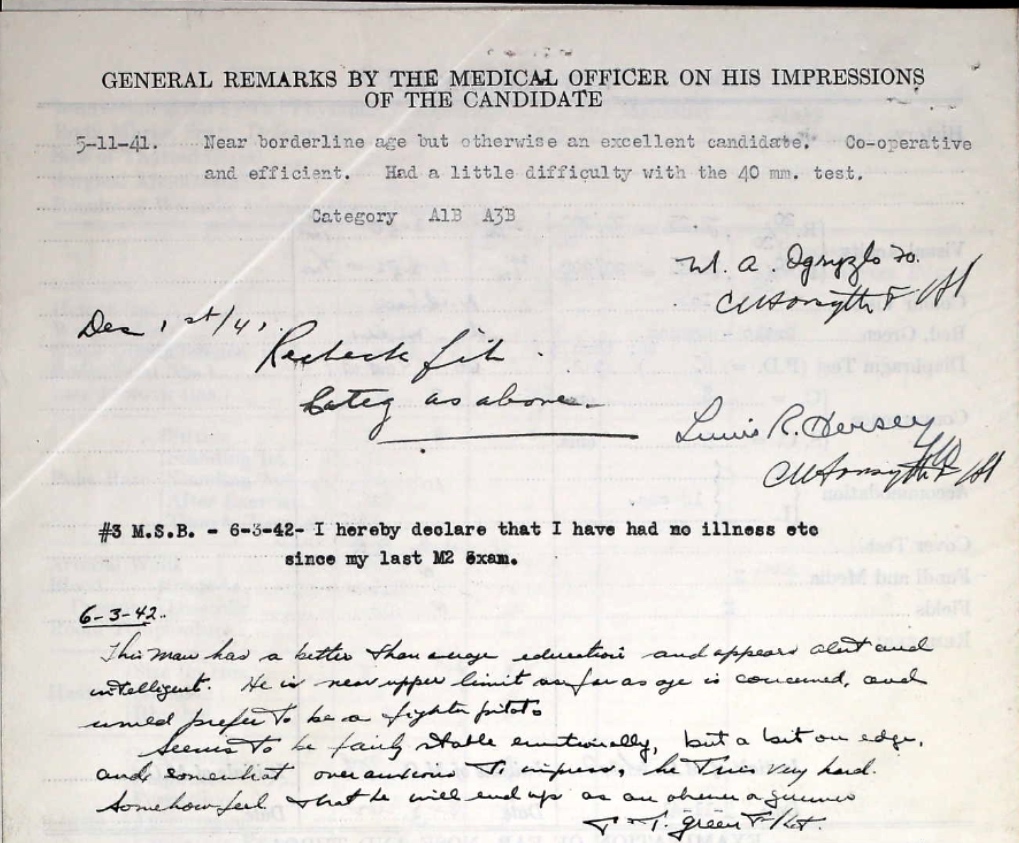 GENERAL REMARKS BY THE MEDICAL OFFICER ON HIS IMPRESSIONS
OF THE CANDIDATE
5-11-41. Near borderline age but otherwise an excellent candidate. Co-operative
and efficient. Had a little difficulty with the 40 mm. test.
Category A1B A3B
M. A. Ogryzlo Fo.
Dec 1st/41.
Recheck fit.
Categ as above.
Louis R. Hersey
#3 M.S.B. - 6-3-42- I hereby declare that I have had no illness etc
since my last M2 exam.
6-3-42.
This man has a better than average education and appears alert and
intelligent. He is near upper limit as far as age is concerned, and
would prefer to be a fighter pilot.
Seems to be fairly stable emotionally, but a bit on edge,
and somewhat over anxious to impress, he tries very hard.
Somehow feel that he will end up as an observer
Green F/Lt.